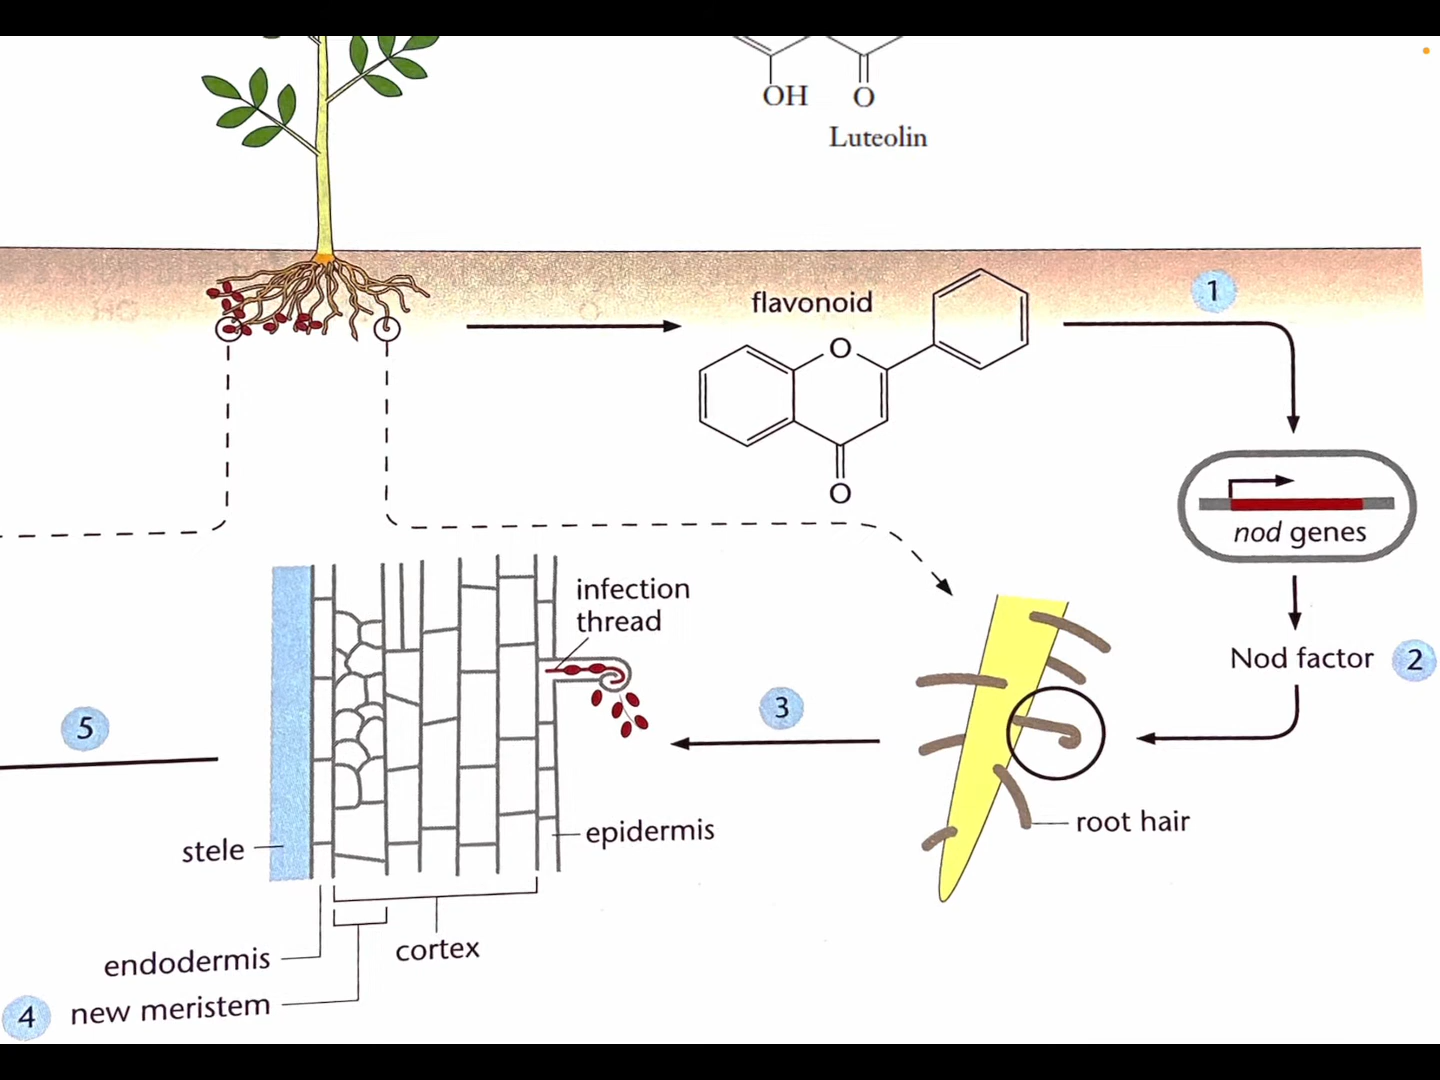 OH
O
Luteolin
flavonoid
1
O
O
nod genes
infection
thread
Nod factor
2
3
5
root hair
epidermis
stele
cortex
endodermis
4 new meristem